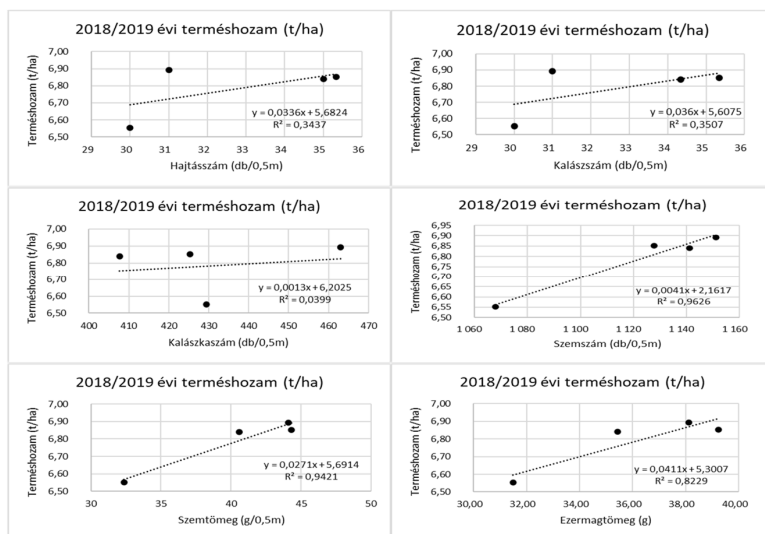 2018/2019 évi terméshozam (t/ha)
Terméshozam (t/ha)
7,00
6,90
6,80
6,70
6,60
6,50
y = 0,0336x + 5,6824
R² = 0,3437
29 30 31 32 33 34 35 36
Hajtásszám (db/0,5m)
2018/2019 évi terméshozam (t/ha)
Terméshozam (t/ha)
7,00
6,90
6,80
6,70
6,60
6,50
y = 0,036x + 5,6075
R² = 0,3507
29 30 31 32 33 34 35 36
Kalászszám (db/0,5m)
2018/2019 évi terméshozam (t/ha)
Terméshozam (t/ha)
7,00
6,90
6,80
6,70
6,60
6,50
y = 0,0013x + 6,2025
R² = 0,0399
400 410 420 430 440 450 460 470
Kalászkaszám (db/0,5m)
2018/2019 évi terméshozam (t/ha)
Terméshozam (t/ha)
6,95
6,90
6,85
6,80
6,75
6,70
6,65
6,60
6,55
6,50
y = 0,0041x + 2,1617
R² = 0,9626
1 060 1 080 1 100 1 120 1 140 1 160
Szemszám (db/0,5m)
2018/2019 évi terméshozam (t/ha)
Terméshozam (t/ha)
7,00
6,90
6,80
6,70
6,60
6,50
y = 0,0271x + 5,6914
R² = 0,9421
30 35 40 45 50
Szemtömeg (g/0,5m)
2018/2019 évi terméshozam (t/ha)
Terméshozam (t/ha)
7,00
6,90
6,80
6,70
6,60
6,50
y = 0,0411x + 5,3007
R² = 0,8229
30,00 35,00 40,00
Ezermagtömeg (g)